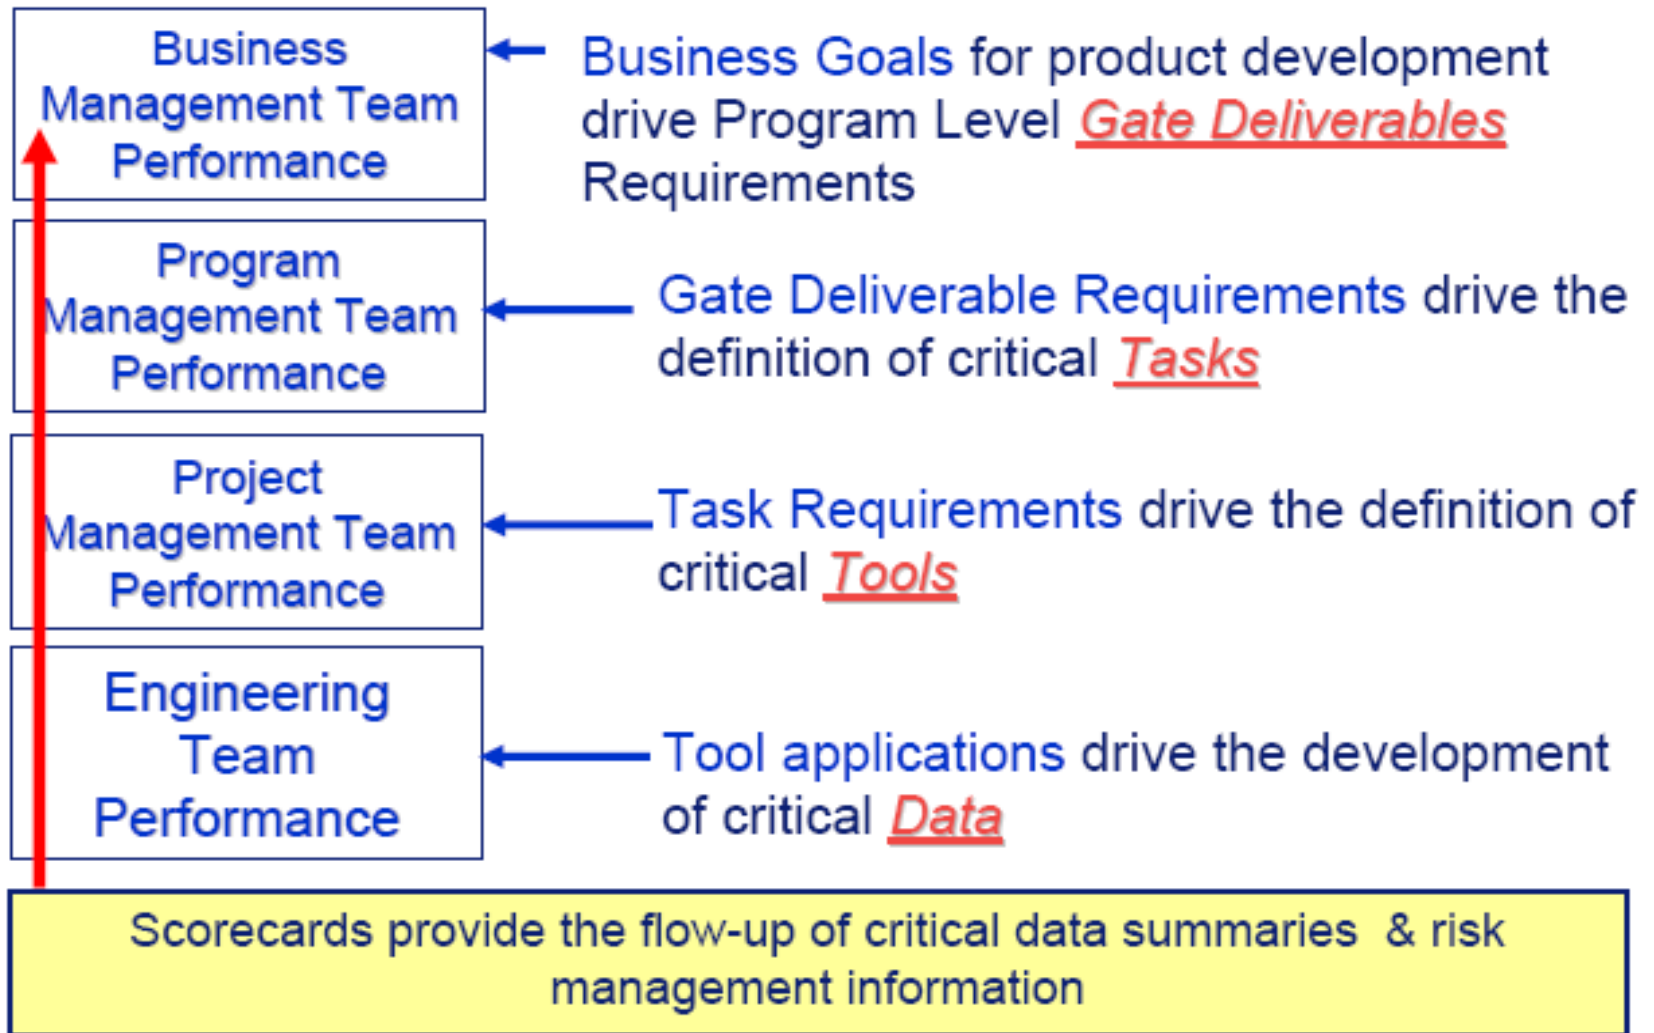 Business
Management Team
Performance
Business Goals for product development
drive Program Level Gate Deliverables
Requirements
Program
Management Team
Performance
Gate Deliverable Requirements drive the
definition of critical Tasks
Project
Management Team
Performance
Task Requirements drive the definition of
critical Tools
Engineering
Team
Performance
Tool applications drive the development
of critical Data
Scorecards provide the flow-up of critical data summaries & risk
management information